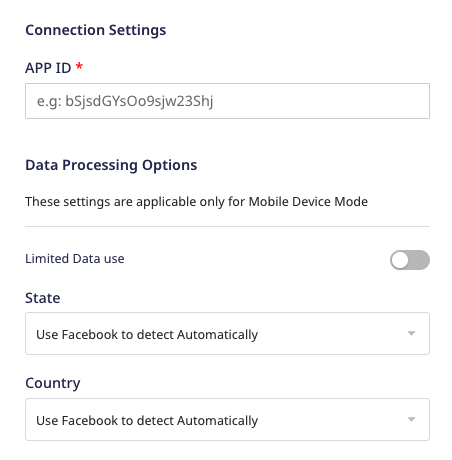 Connection Settings
APP ID *
e.g: bSjsdGYsOo9sjw23Shj
Data Processing Options
These settings are applicable only for Mobile Device Mode
Limited Data use
State
Use Facebook to detect Automatically
Country
Use Facebook to detect Automatically